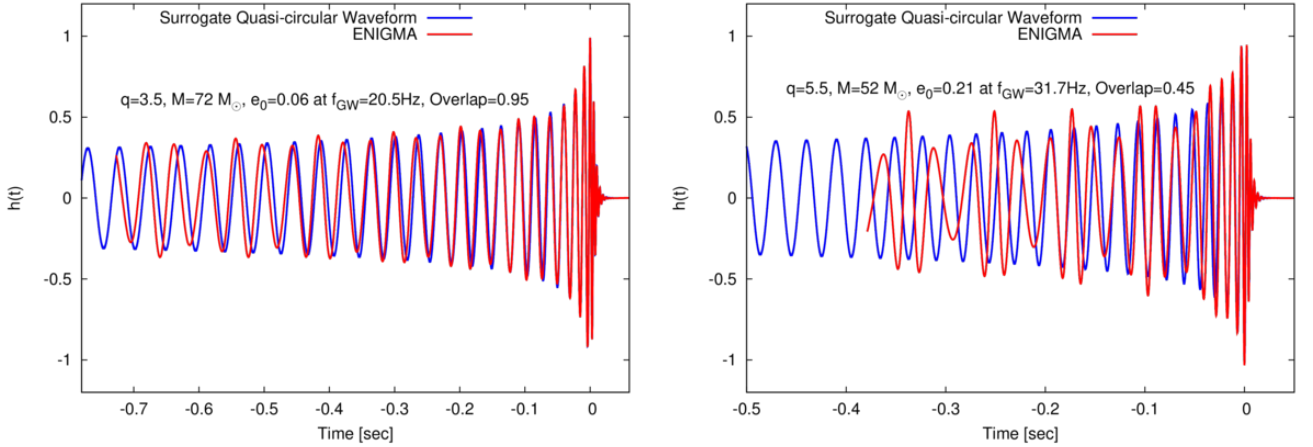 Surrogate Quasi-circular Waveform
ENIGMA
q=3.5, M=72 M☉, e₀=0.06 at f_GW=20.5Hz, Overlap=0.95
1
0.5
0
-0.5
-1
h(t)
-0.7 -0.6 -0.5 -0.4 -0.3 -0.2 -0.1 0
Time [sec]
Surrogate Quasi-circular Waveform
ENIGMA
q=5.5, M=52 M☉, e₀=0.21 at f_GW=31.7Hz, Overlap=0.45
1
0.5
0
-0.5
-1
h(t)
-0.5 -0.4 -0.3 -0.2 -0.1 0
Time [sec]